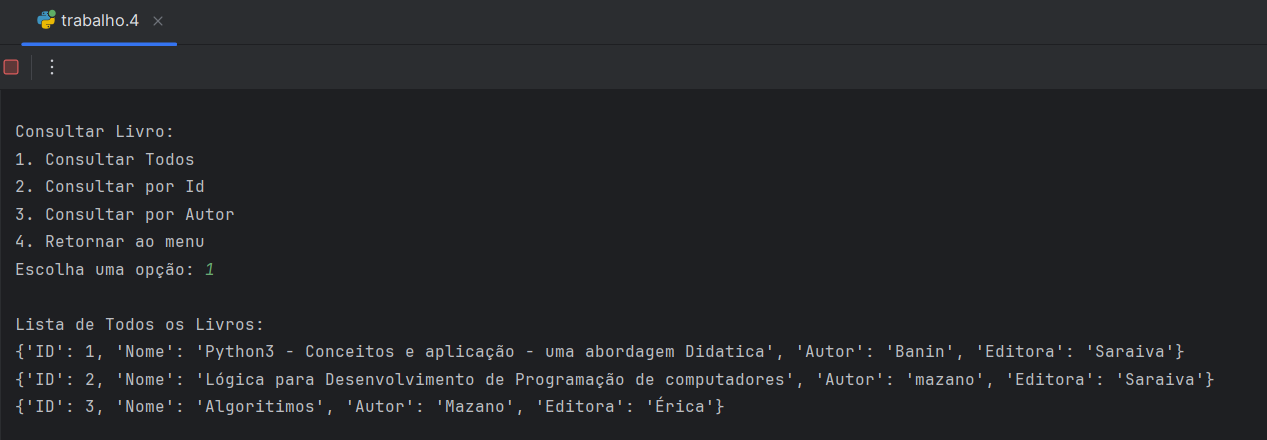 trabalho.4
Consultar Livro:
1. Consultar Todos
2. Consultar por Id
3. Consultar por Autor
4. Retornar ao menu
Escolha uma opção: 1
Lista de Todos os Livros:
{'ID': 1, 'Nome': 'Python3 - Conceitos e aplicação - uma abordagem Didatica', 'Autor': 'Banin', 'Editora': 'Saraiva'}
{'ID': 2, 'Nome': 'Lógica para Desenvolvimento de Programação de computadores', 'Autor': 'mazano', 'Editora': 'Saraiva'}
{'ID': 3, 'Nome': 'Algoritimos', 'Autor': 'Mazano', 'Editora': 'Érica'}